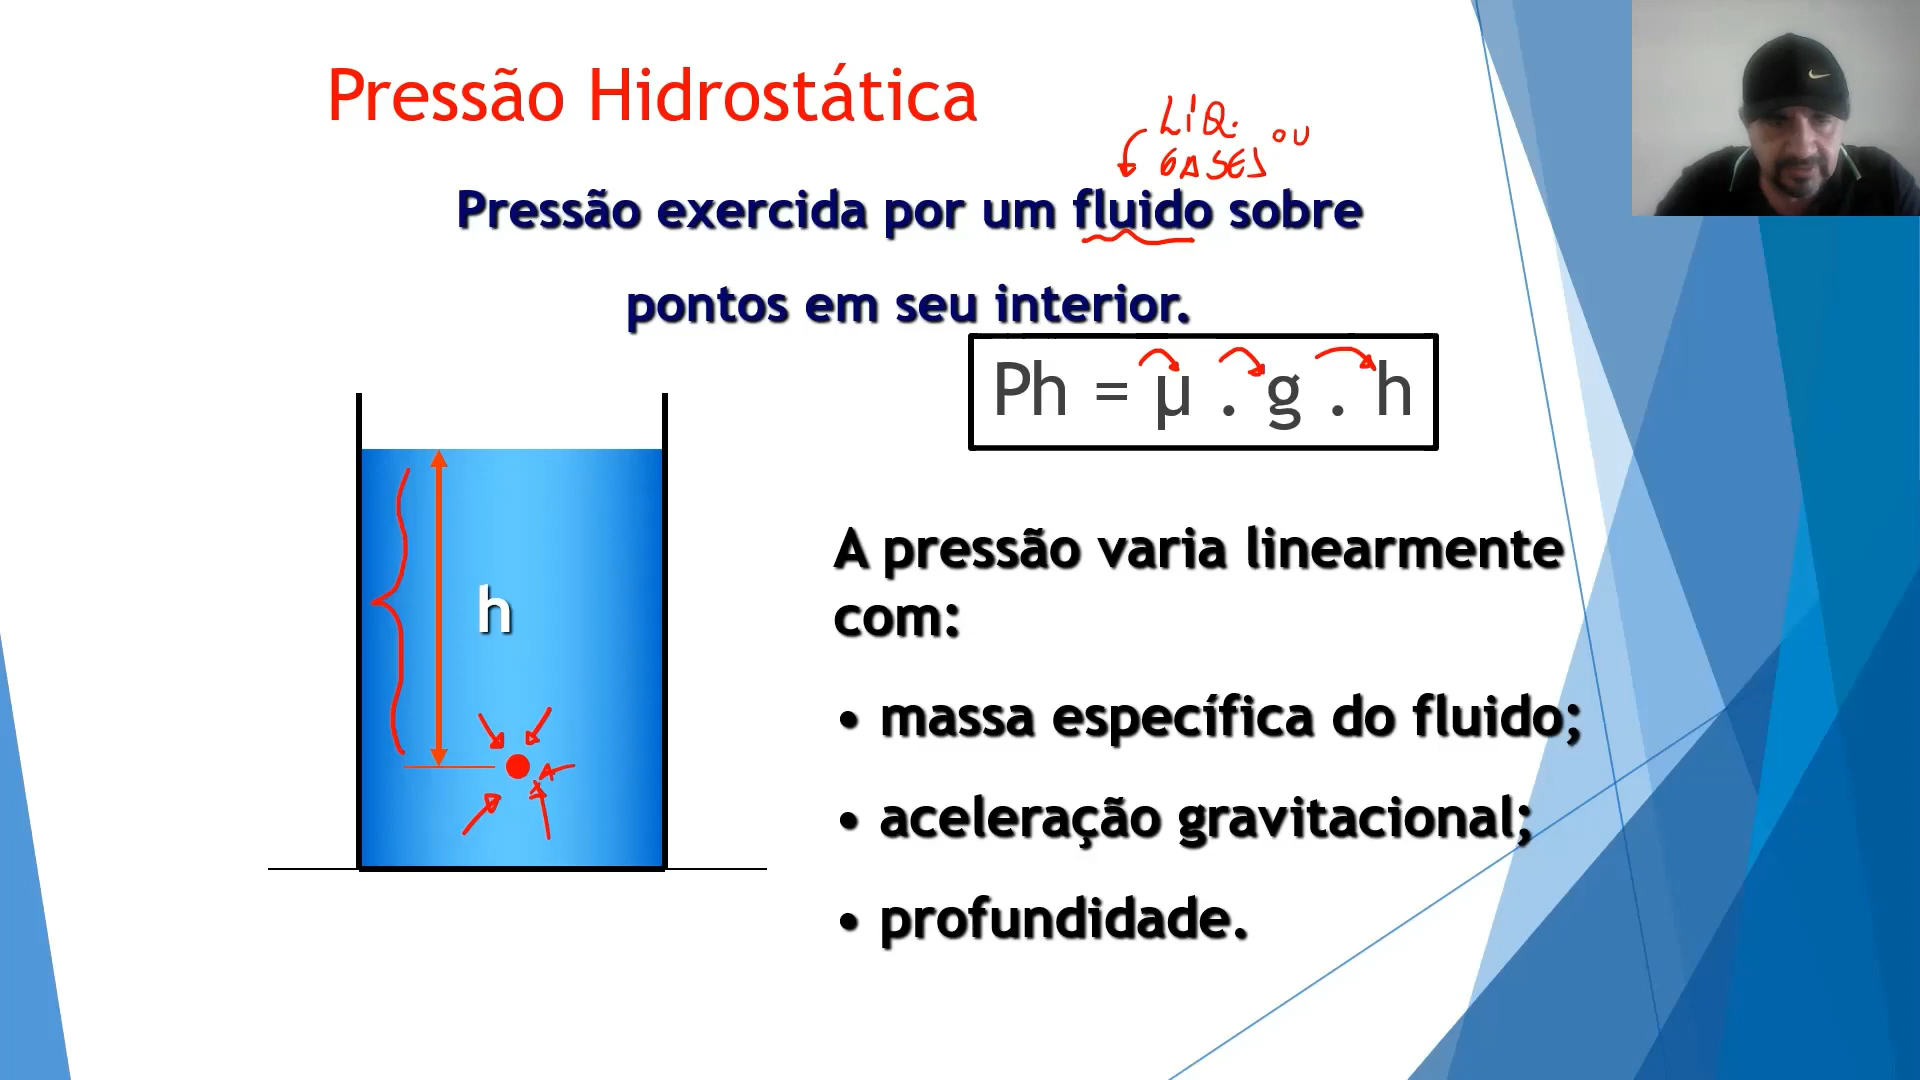 Pressão Hidrostática
LIQ. OU
GASES
Pressão exercida por um fluido sobre
pontos em seu interior.
Ph = µ . g . h
h
A pressão varia linearmente
com:
• massa específica do fluido;
• aceleração gravitacional;
• profundidade.